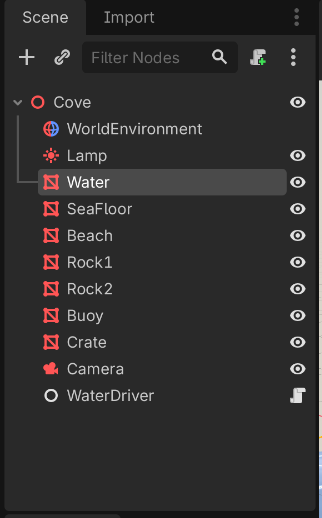 Scene Import
Filter Nodes
Cove
WorldEnvironment
Lamp
Water
SeaFloor
Beach
Rock1
Rock2
Buoy
Crate
Camera
WaterDriver